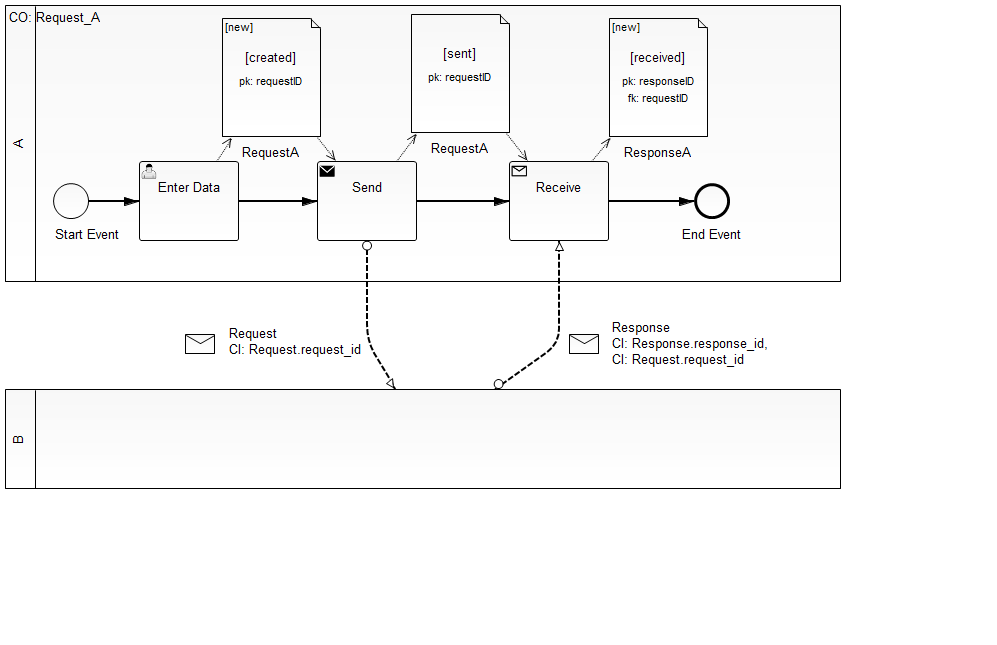 CO: Request_A
A
[new]
[created]
pk: requestID
RequestA
[sent]
pk: requestID
RequestA
[new]
[received]
pk: responseID
fk: requestID
ResponseA
Start Event
Enter Data
Send
Receive
End Event
Request
CI: Request.request_id
Response
CI: Response.response_id,
CI: Request.request_id
B